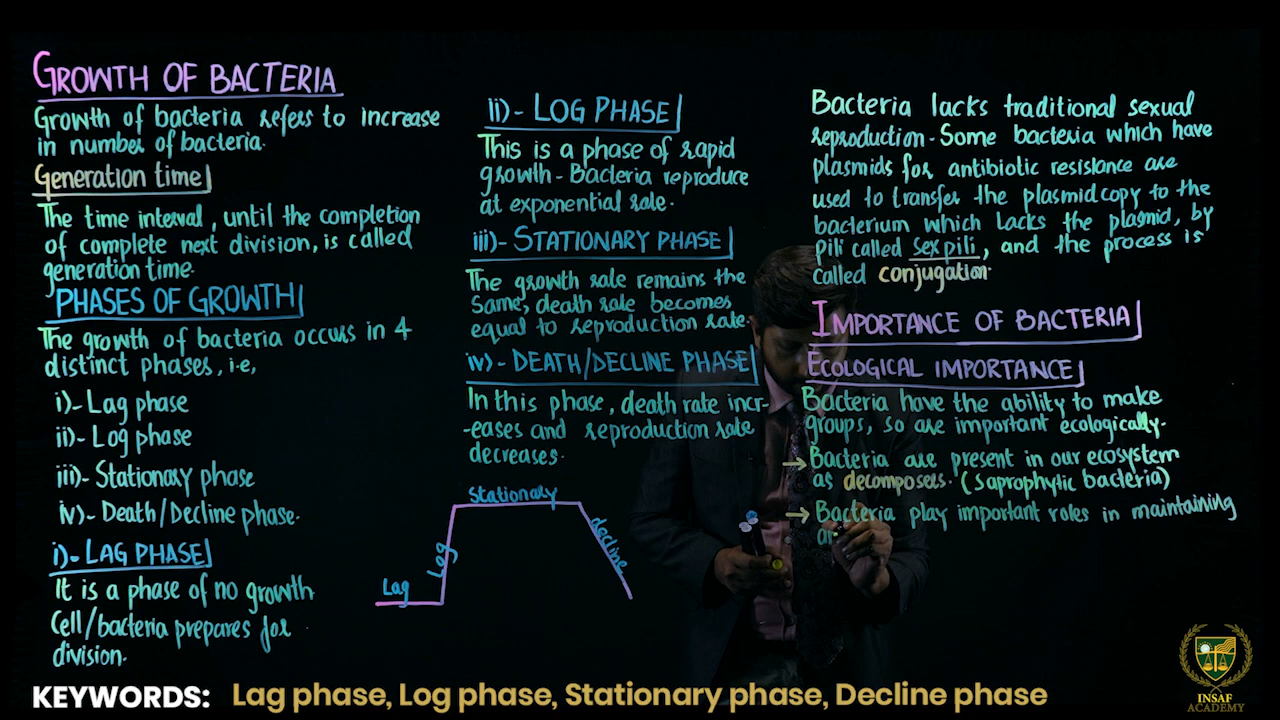 GROWTH OF BACTERIA
Growth of bacteria refers to increase
in number of bacteria.
Generation time
The time interval, until the completion
of complete next division, is called
generation time.
PHASES OF GROWTH
The growth of bacteria occurs in 4
distinct phases, i.e,
i)- Lag phase
ii)- Log phase
iii)- Stationary phase
iv)- Death/Decline phase.
i)- LAG PHASE
It is a phase of no growth
Cell/bacteria prepares for
division.
ii)- LOG PHASE
This is a phase of rapid
growth - Bacteria reproduce
at exponential rate.
iii)- STATIONARY PHASE
The growth rate remains the
same, death rate becomes
equal to reproduction rate.
iv)- DEATH/DECLINE PHASE
In this phase, death rate incr-
-eases and reproduction rate
decreases.
Lag
Log
Stationary
decline
Bacteria lacks traditional sexual
reproduction. Some bacteria which have
plasmids for antibiotic resistance are
used to transfer the plasmid copy to the
bacterium which lacks the plasmid, by
pili called sex pili, and the process is
called conjugation.
IMPORTANCE OF BACTERIA
ECOLOGICAL IMPORTANCE
Bacteria have the ability to make
groups, so are important ecologically.
→ Bacteria are present in our ecosystem
as decomposers. (saprophytic bacteria)
→ Bacteria play important roles in maintaining
an
KEYWORDS: Lag phase, Log phase, Stationary phase, Decline phase
INSAF
ACADEMY